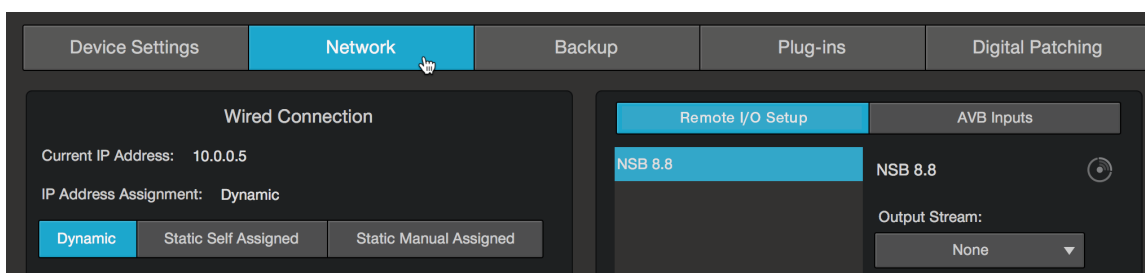 Device Settings
Network
Backup
Plug-ins
Digital Patching
Wired Connection
Current IP Address: 10.0.0.5
IP Address Assignment: Dynamic
Dynamic
Static Self Assigned
Static Manual Assigned
Remote I/O Setup
AVB Inputs
NSB 8.8
NSB 8.8
Output Stream:
None